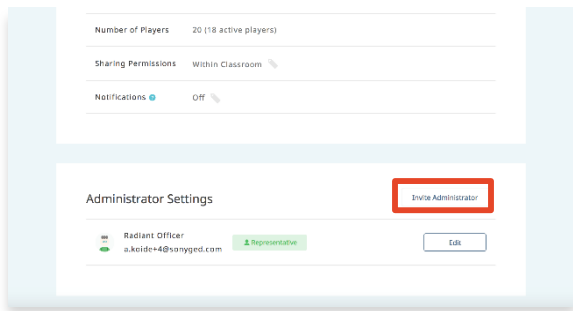 Number of Players 20 (18 active players)
Sharing Permissions Within Classroom
Notifications ? Off
Administrator Settings Invite Administrator
Radiant Officer
a.koide+4@sonyged.com Representative Edit